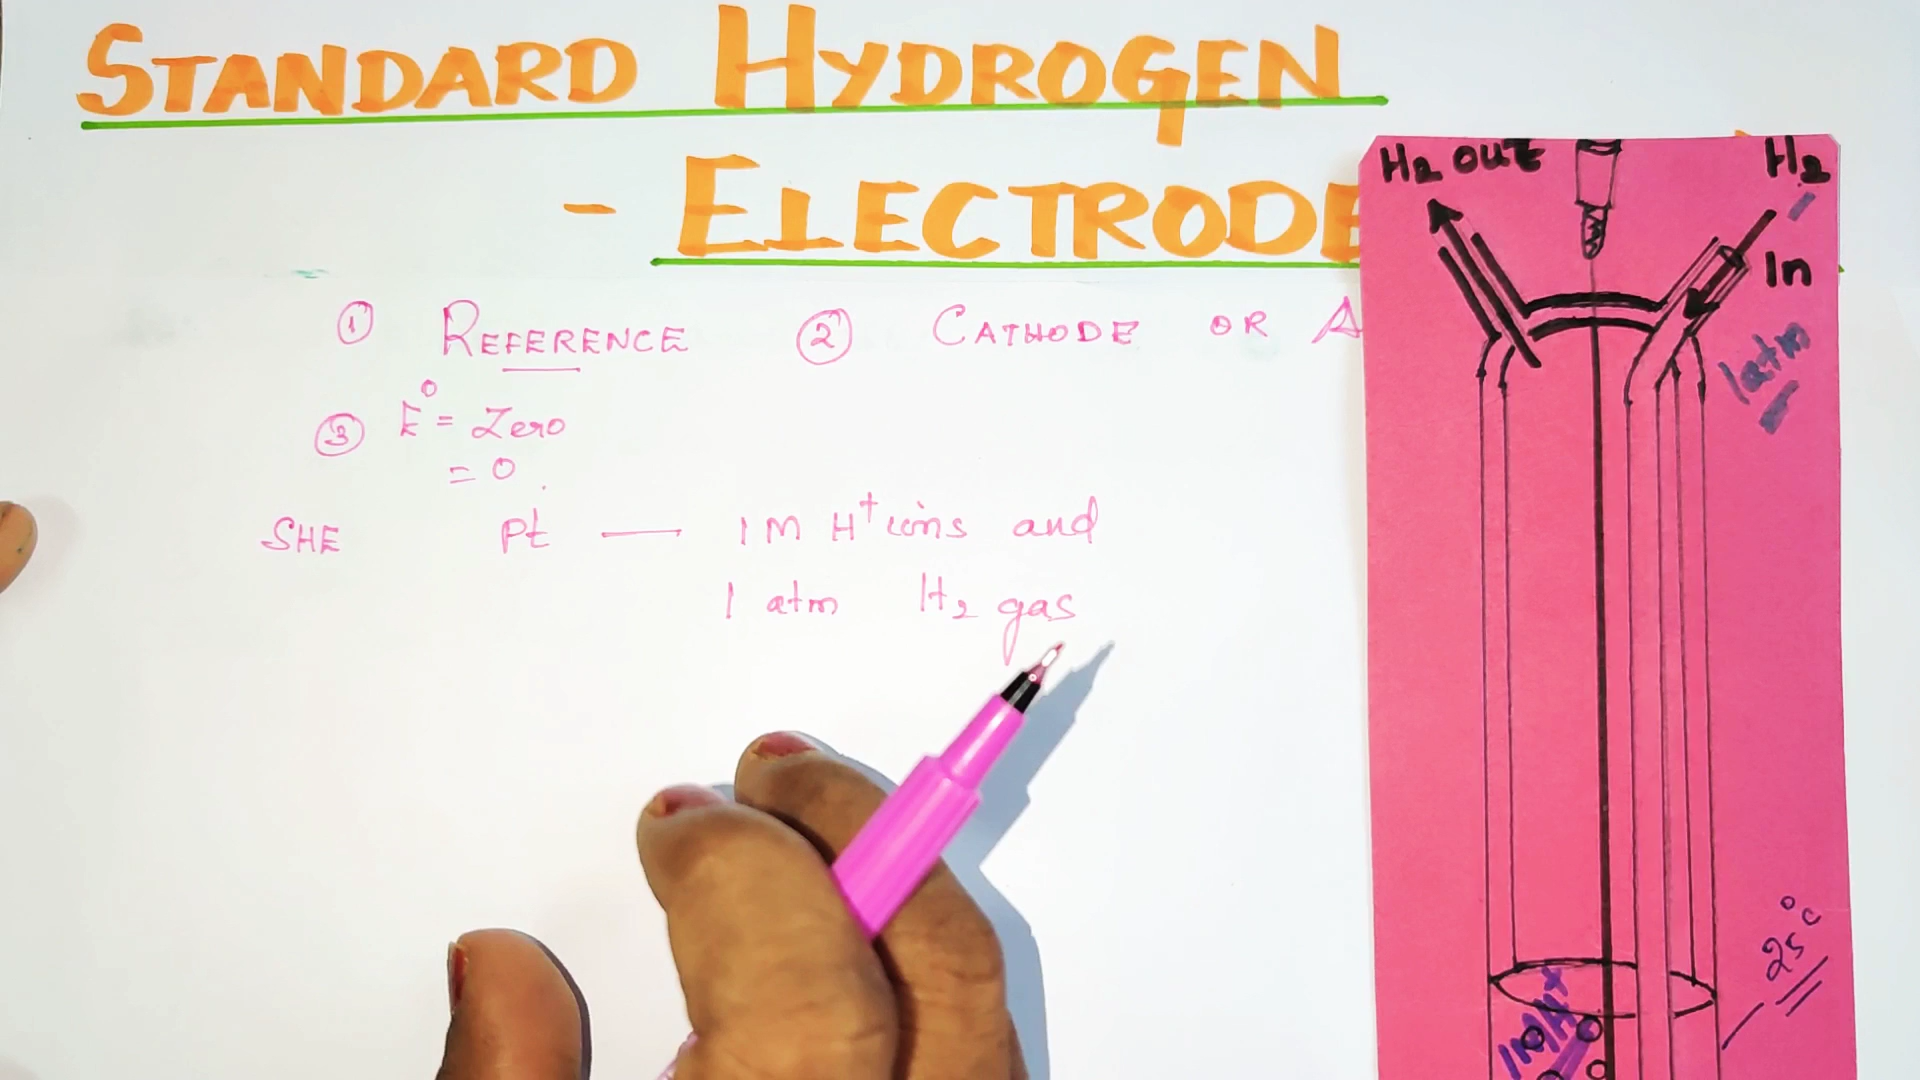 STANDARD HYDROGEN
- ELECTRODE
① REFERENCE ② CATHODE OR A
③ E° = Zero
= 0
SHE Pt — 1 M H⁺ ions and
1 atm H₂ gas
H₂ out H₂
In
1atm
25°C
1M H⁺